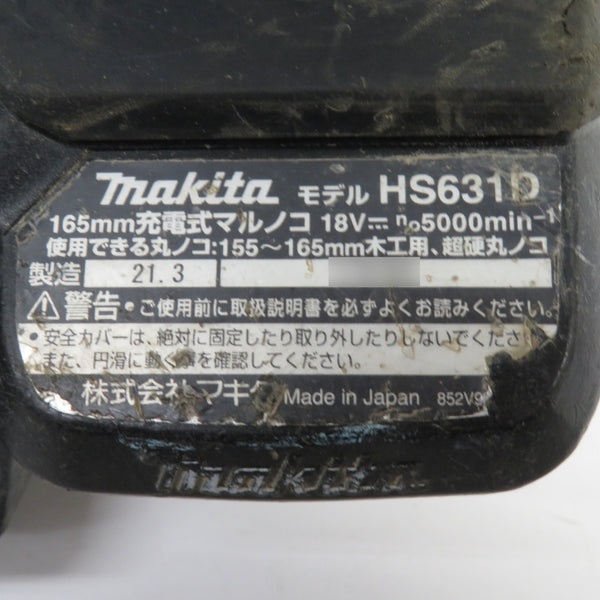 makita モデル HS631D
165mm充電式マルノコ 18V⎓ n₀5000min⁻¹
使用できる丸ノコ:155～165mm木工用、超硬丸ノコ
製造 21.3
⚠警告・ご使用前に取扱説明書を必ずよくお読みください。
・安全カバーは、絶対に固定したり取り外したりしないでください
また、円滑に動く事を確認してください。
株式会社マキタ Made in Japan 852V9
makita